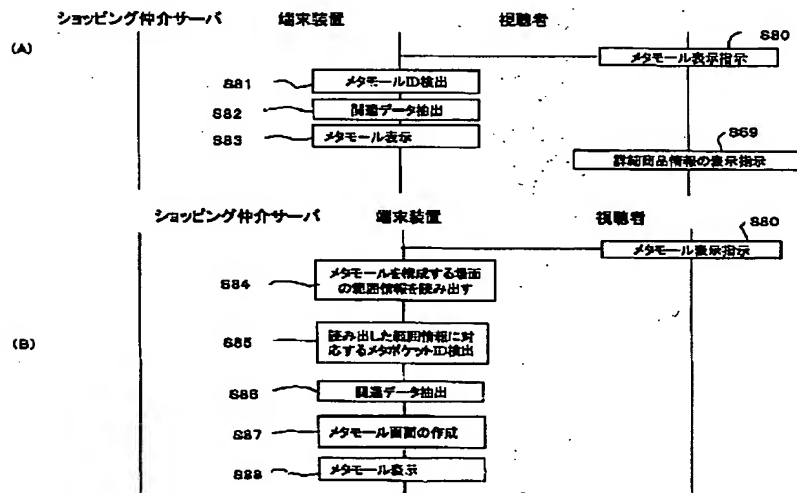 ショッピング仲介サーバ 端末装置 視聴者
(A)
S80
メタモール表示指示
S81 メタモールID検出
S82 関連データ抽出
S83 メタモール表示
S69
詳細商品情報の表示指示
ショッピング仲介サーバ 端末装置 視聴者
S80
メタモール表示指示
S84 メタモールを構成する場面
の範囲情報を読み出す
(B)
S85 読み出した範囲情報に対
応するメタポケットID検出
S86 関連データ抽出
S87 メタモール画面の作成
S88 メタモール表示